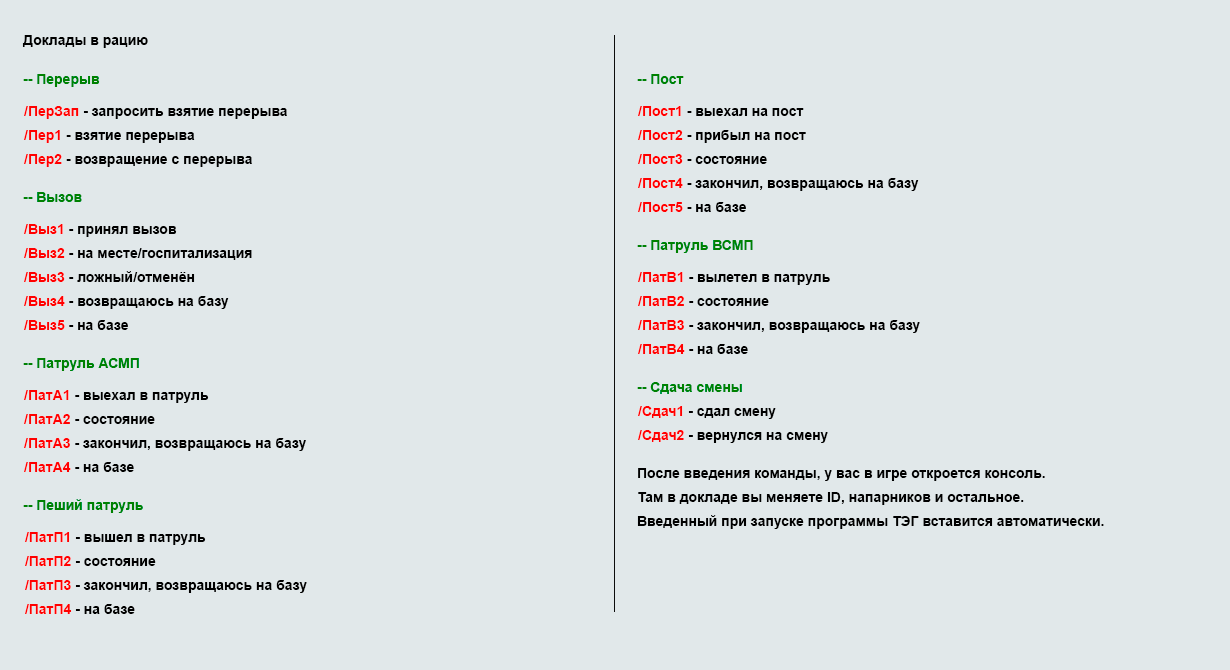 Доклады в рацию
-- Перерыв
/ПерЗап - запросить взятие перерыва
/Пер1 - взятие перерыва
/Пер2 - возвращение с перерыва
-- Вызов
/Выз1 - принял вызов
/Выз2 - на месте/госпитализация
/Выз3 - ложный/отменён
/Выз4 - возвращаюсь на базу
/Выз5 - на базе
-- Патруль АСМП
/ПатА1 - выехал в патруль
/ПатА2 - состояние
/ПатА3 - закончил, возвращаюсь на базу
/ПатА4 - на базе
-- Пеший патруль
/ПатП1 - вышел в патруль
/ПатП2 - состояние
/ПатП3 - закончил, возвращаюсь на базу
/ПатП4 - на базе
-- Пост
/Пост1 - выехал на пост
/Пост2 - прибыл на пост
/Пост3 - состояние
/Пост4 - закончил, возвращаюсь на базу
/Пост5 - на базе
-- Патруль ВСМП
/ПатВ1 - вылетел в патруль
/ПатВ2 - состояние
/ПатВ3 - закончил, возвращаюсь на базу
/ПатВ4 - на базе
-- Сдача смены
/Сдач1 - сдал смену
/Сдач2 - вернулся на смену
После введения команды, у вас в игре откроется консоль.
Там в докладе вы меняете ID, напарников и остальное.
Введенный при запуске программы ТЭГ вставится автоматически.